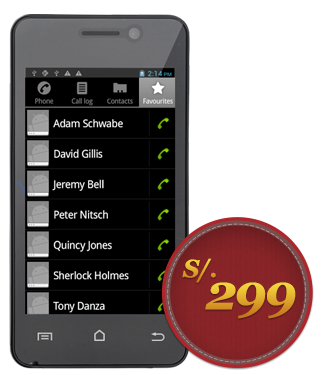 2:14 PM
Phone Call log Contacts Favourites
Adam Schwabe
David Gillis
Jeremy Bell
Peter Nitsch
Quincy Jones
Sherlock Holmes
Tony Danza
S/. 299